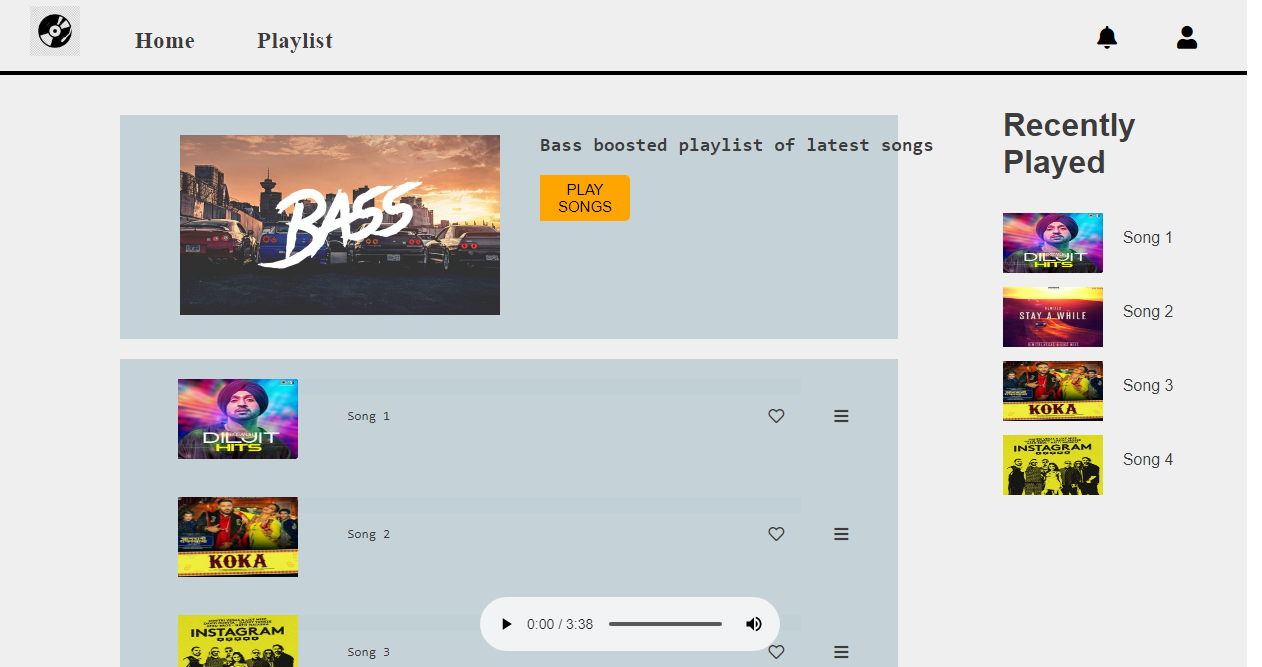 Home
Playlist
Bass boosted playlist of latest songs
PLAY
SONGS
BASS
Song 1
DILJIT
HITS
Song 2
KOKA
Song 3
INSTAGRAM
0:00 / 3:38
Recently
Played
DILJIT
HITS
Song 1
STAY A WHILE
Song 2
KOKA
Song 3
INSTAGRAM
Song 4